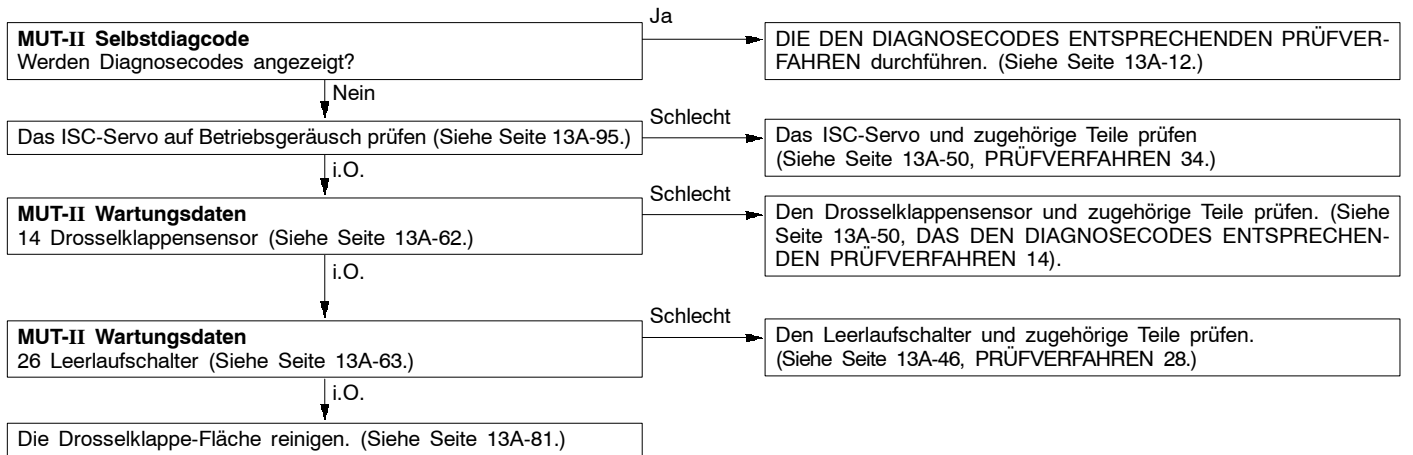 Ja
MUT-II Selbstdiagcode
Werden Diagnosecodes angezeigt?
DIE DEN DIAGNOSECODES ENTSPRECHENDEN PRÜFVER-
FAHREN durchführen. (Siehe Seite 13A-12.)
Nein
Schlecht
Das ISC-Servo auf Betriebsgeräusch prüfen (Siehe Seite 13A-95.)
Das ISC-Servo und zugehörige Teile prüfen
(Siehe Seite 13A-50, PRÜFVERFAHREN 34.)
i.O.
Schlecht
MUT-II Wartungsdaten
14 Drosselklappensensor (Siehe Seite 13A-62.)
Den Drosselklappensensor und zugehörige Teile prüfen. (Siehe
Seite 13A-50, DAS DEN DIAGNOSECODES ENTSPRECHEN-
DEN PRÜFVERFAHREN 14).
i.O.
Schlecht
MUT-II Wartungsdaten
26 Leerlaufschalter (Siehe Seite 13A-63.)
Den Leerlaufschalter und zugehörige Teile prüfen.
(Siehe Seite 13A-46, PRÜFVERFAHREN 28.)
i.O.
Die Drosselklappe-Fläche reinigen. (Siehe Seite 13A-81.)